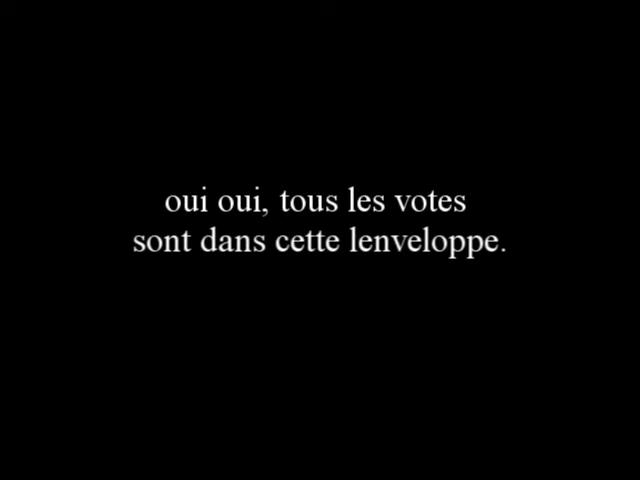 oui oui, tous les votes
sont dans cette lenveloppe.